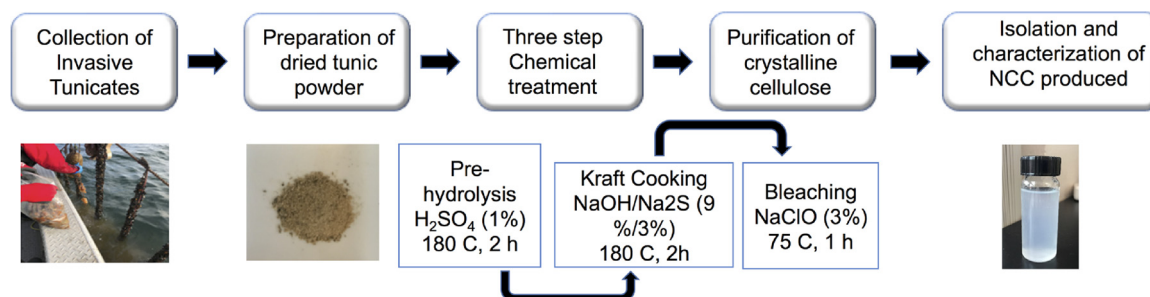 Collection of
Invasive
Tunicates
Preparation of
dried tunic
powder
Three step
Chemical
treatment
Purification of
crystalline
cellulose
Isolation and
characterization of
NCC produced
Pre-
hydrolysis
H₂SO₄ (1%)
180 C, 2 h
Kraft Cooking
NaOH/Na2S (9
%/3%)
180 C, 2h
Bleaching
NaClO (3%)
75 C, 1 h